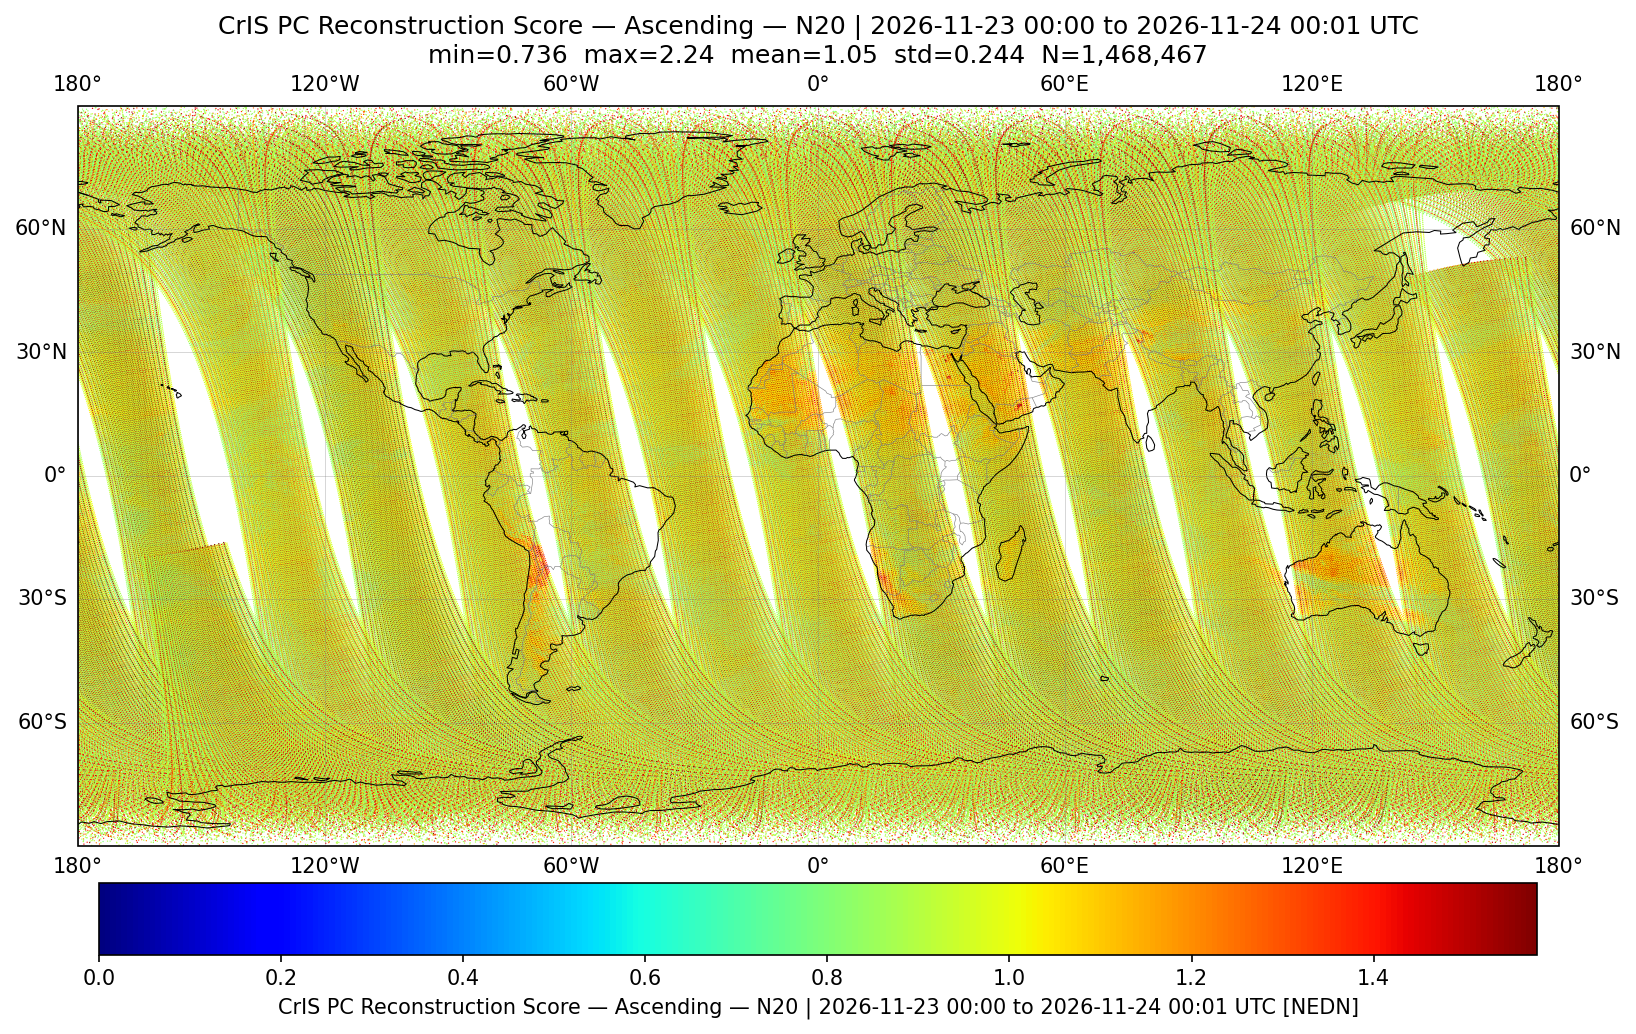 CrIS PC Reconstruction Score — Ascending — N20 | 2026-11-23 00:00 to 2026-11-24 00:01 UTC
min=0.736 max=2.24 mean=1.05 std=0.244 N=1,468,467
180° 120°W 60°W 0° 60°E 120°E 180°
60°N 60°N
30°N 30°N
0° 0°
30°S 30°S
60°S 60°S
180° 120°W 60°W 0° 60°E 120°E 180°
0.0 0.2 0.4 0.6 0.8 1.0 1.2 1.4
CrIS PC Reconstruction Score — Ascending — N20 | 2026-11-23 00:00 to 2026-11-24 00:01 UTC [NEDN]